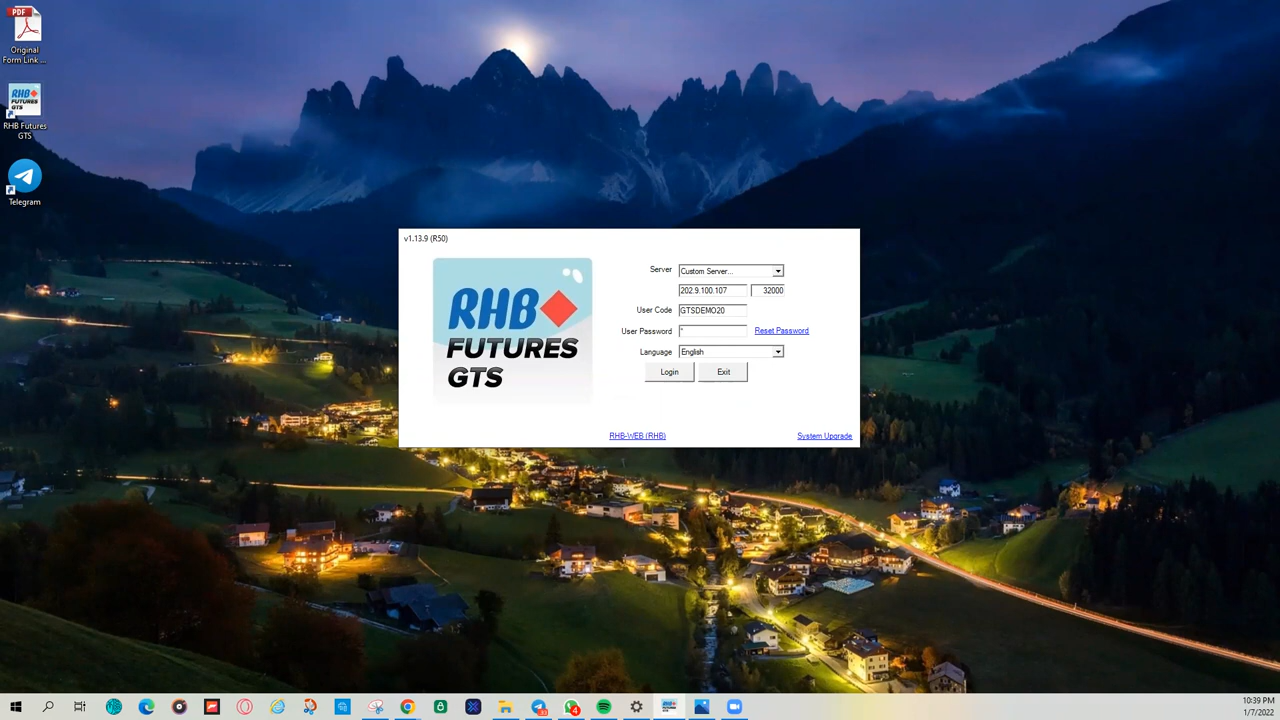 PDF
Original
Form Link ...
RHB
FUTURES
GTS
RHB Futures
GTS
Telegram
v1.13.9 (R50)
RHB
FUTURES
GTS
Server
Custom Server...
202.9.100.107
32000
User Code
GTSDEMO20
User Password
*
Reset Password
Language
English
Login
Exit
RHB-WEB (RHB)
System Upgrade
10:39 PM
1/7/2022